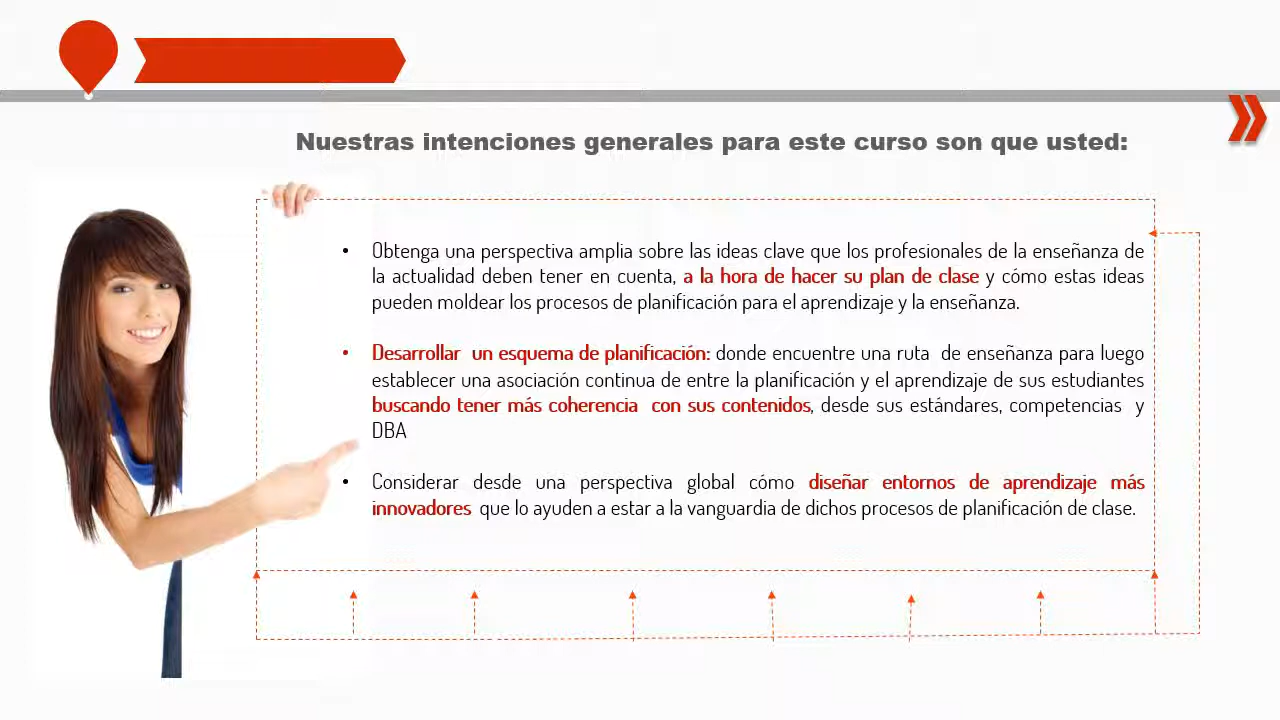 Nuestras intenciones generales para este curso son que usted:
• Obtenga una perspectiva amplia sobre las ideas clave que los profesionales de la enseñanza de
la actualidad deben tener en cuenta, a la hora de hacer su plan de clase y cómo estas ideas
pueden moldear los procesos de planificación para el aprendizaje y la enseñanza.
• Desarrollar un esquema de planificación: donde encuentre una ruta de enseñanza para luego
establecer una asociación continua de entre la planificación y el aprendizaje de sus estudiantes
buscando tener más coherencia con sus contenidos, desde sus estándares, competencias y
DBA
• Considerar desde una perspectiva global cómo diseñar entornos de aprendizaje más
innovadores que lo ayuden a estar a la vanguardia de dichos procesos de planificación de clase.